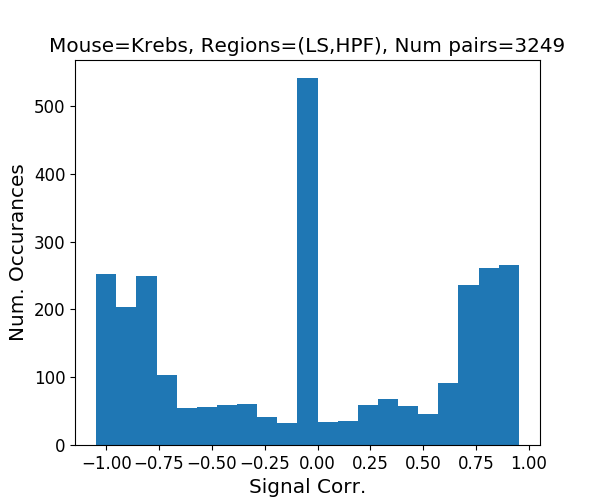 Mouse=Krebs, Regions=(LS,HPF), Num pairs=3249
500
400
300
200
100
0
Num. Occurances
−1.00 −0.75 −0.50 −0.25 0.00 0.25 0.50 0.75 1.00
Signal Corr.